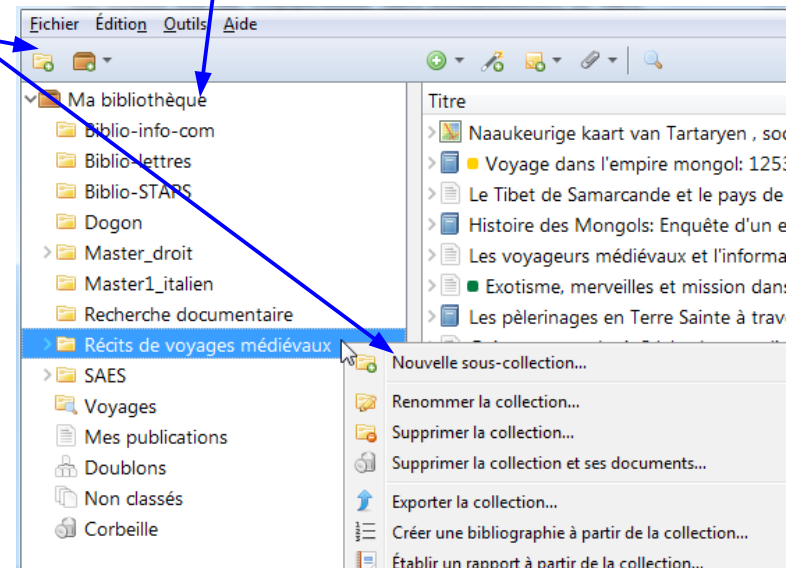 Fichier Édition Outils Aide
Ma bibliothèque
Biblio-info-com
Biblio-lettres
Biblio-STAPS
Dogon
Master_droit
Master1_italien
Recherche documentaire
Récits de voyages médiévaux
SAES
Voyages
Mes publications
Doublons
Non classés
Corbeille
Titre
Naaukeurige kaart van Tartaryen , soc
Voyage dans l'empire mongol: 1253
Le Tibet de Samarcande et le pays de
Histoire des Mongols: Enquête d'un e
Les voyageurs médiévaux et l'informa
Exotisme, merveilles et mission dans
Les pèlerinages en Terre Sainte à trav
Nouvelle sous-collection...
Renommer la collection...
Supprimer la collection...
Supprimer la collection et ses documents...
Exporter la collection...
Créer une bibliographie à partir de la collection...
Établir un rapport à partir de la collection...